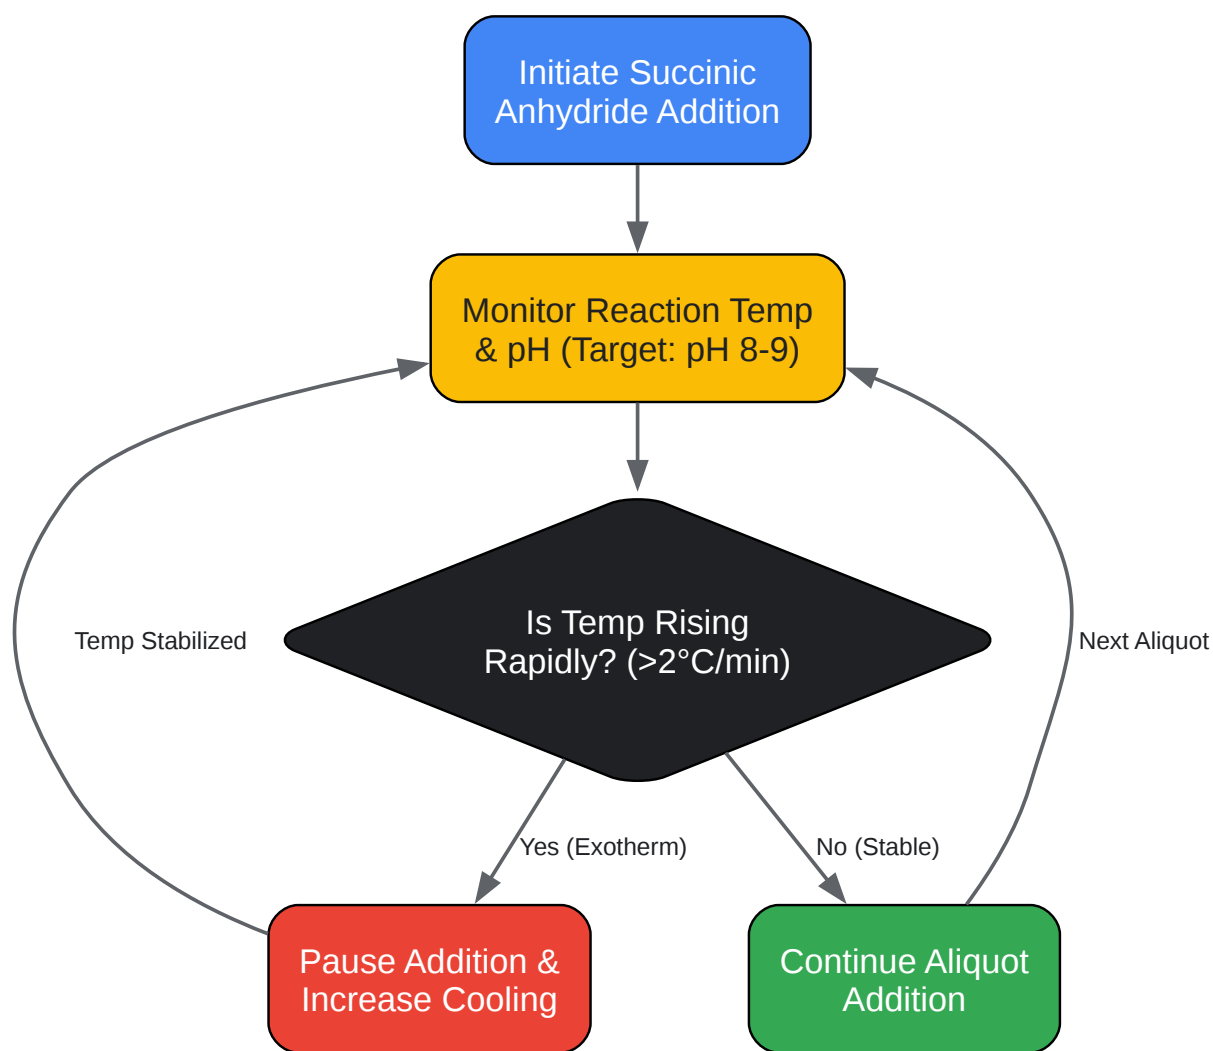 Initiate Succinic
Anhydride Addition
Monitor Reaction Temp
& pH (Target: pH 8-9)
Is Temp Rising
Rapidly? (>2°C/min)
Temp Stabilized
Next Aliquot
Yes (Exotherm)
No (Stable)
Pause Addition &
Increase Cooling
Continue Aliquot
Addition